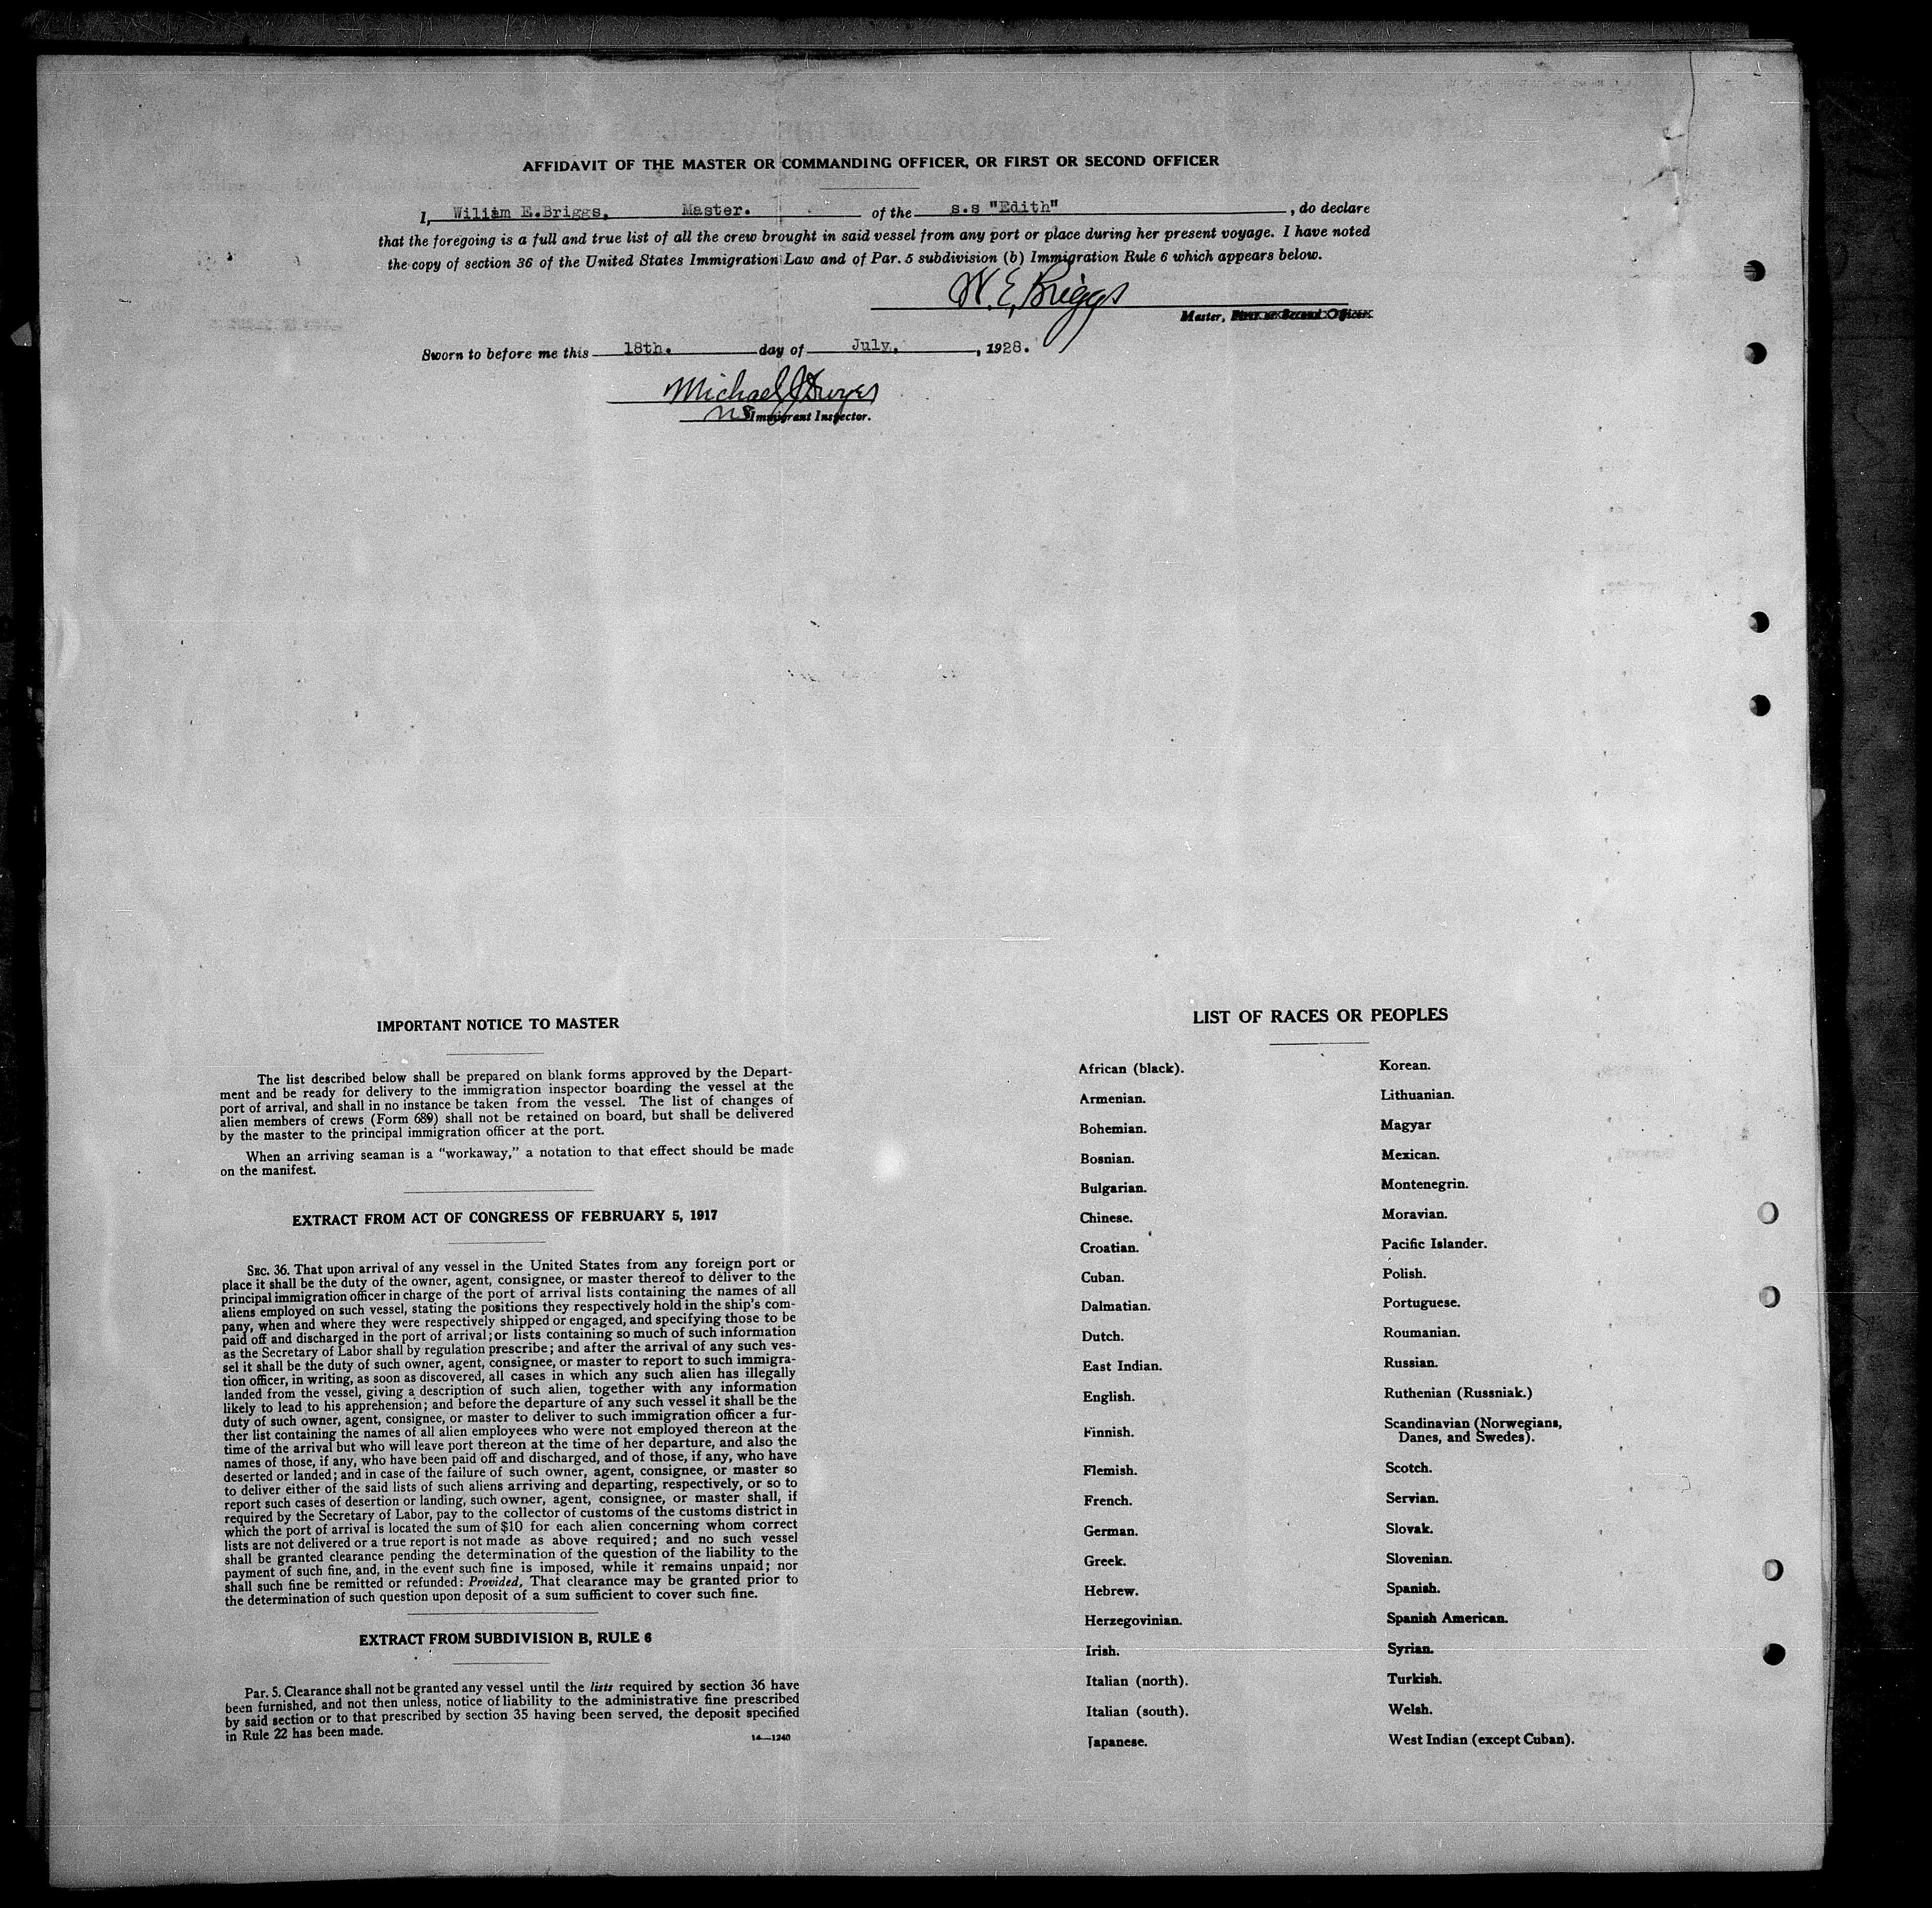 AFFIDAVIT OF THE MASTER OR COMMANDING OFFICER, OR FIRST OR SECOND OFFICER
I, Wiliam E.Briggs, Master. of the s.s "Edith" , do declare
that the foregoing is a full and true list of all the crew brought in said vessel from any port or place during her present voyage. I have noted
the copy of section 36 of the United States Immigration Law and of Par. 5 subdivision (b) Immigration Rule 6 which appears below.
W. E. Briggs
Master, First or Second Officer.
Sworn to before me this 18th. day of July. , 1928.
Michael J Dwyer
US Immigrant Inspector.
IMPORTANT NOTICE TO MASTER
The list described below shall be prepared on blank forms approved by the Depart-
ment and be ready for delivery to the immigration inspector boarding the vessel at the
port of arrival, and shall in no instance be taken from the vessel. The list of changes of
alien members of crews (Form 689) shall not be retained on board, but shall be delivered
by the master to the principal immigration officer at the port.
When an arriving seaman is a "workaway," a notation to that effect should be made
on the manifest.
EXTRACT FROM ACT OF CONGRESS OF FEBRUARY 5, 1917
SEC. 36. That upon arrival of any vessel in the United States from any foreign port or
place it shall be the duty of the owner, agent, consignee, or master thereof to deliver to the
principal immigration officer in charge of the port of arrival lists containing the names of all
aliens employed on such vessel, stating the positions they respectively hold in the ship's com-
pany, when and where they were respectively shipped or engaged, and specifying those to be
paid off and discharged in the port of arrival; or lists containing so much of such information
as the Secretary of Labor shall by regulation prescribe; and after the arrival of any such ves-
sel it shall be the duty of such owner, agent, consignee, or master to report to such immigra-
tion officer, in writing, as soon as discovered, all cases in which any such alien has illegally
landed from the vessel, giving a description of such alien, together with any information
likely to lead to his apprehension; and before the departure of any such vessel it shall be the
duty of such owner, agent, consignee, or master to deliver to such immigration officer a fur-
ther list containing the names of all alien employees who were not employed thereon at the
time of the arrival but who will leave port thereon at the time of her departure, and also the
names of those, if any, who have been paid off and discharged, and of those, if any, who have
deserted or landed; and in case of the failure of such owner, agent, consignee, or master so
to deliver either of the said lists of such aliens arriving and departing, respectively, or so to
report such cases of desertion or landing, such owner, agent, consignee, or master shall, if
required by the Secretary of Labor, pay to the collector of customs of the customs district in
which the port of arrival is located the sum of $10 for each alien concerning whom correct
lists are not delivered or a true report is not made as above required; and no such vessel
shall be granted clearance pending the determination of the question of the liability to the
payment of such fine, and, in the event such fine is imposed, while it remains unpaid; nor
shall such fine be remitted or refunded: Provided, That clearance may be granted prior to
the determination of such question upon deposit of a sum sufficient to cover such fine.
EXTRACT FROM SUBDIVISION B, RULE 6
Par. 5. Clearance shall not be granted any vessel until the lists required by section 36 have
been furnished, and not then unless, notice of liability to the administrative fine prescribed
by said section or to that prescribed by section 35 having been served, the deposit specified
in Rule 22 has been made.
14—1240
LIST OF RACES OR PEOPLES
African (black).
Armenian.
Bohemian.
Bosnian.
Bulgarian.
Chinese.
Croatian.
Cuban.
Dalmatian.
Dutch.
East Indian.
English.
Finnish.
Flemish.
French.
German.
Greek.
Hebrew.
Herzegovinian.
Irish.
Italian (north).
Italian (south).
Japanese.
Korean.
Lithuanian.
Magyar
Mexican.
Montenegrin.
Moravian.
Pacific Islander.
Polish.
Portuguese.
Roumanian.
Russian.
Ruthenian (Russniak.)
Scandinavian (Norwegians,
Danes, and Swedes).
Scotch.
Servian.
Slovak.
Slovenian.
Spanish.
Spanish American.
Syrian.
Turkish.
Welsh.
West Indian (except Cuban).